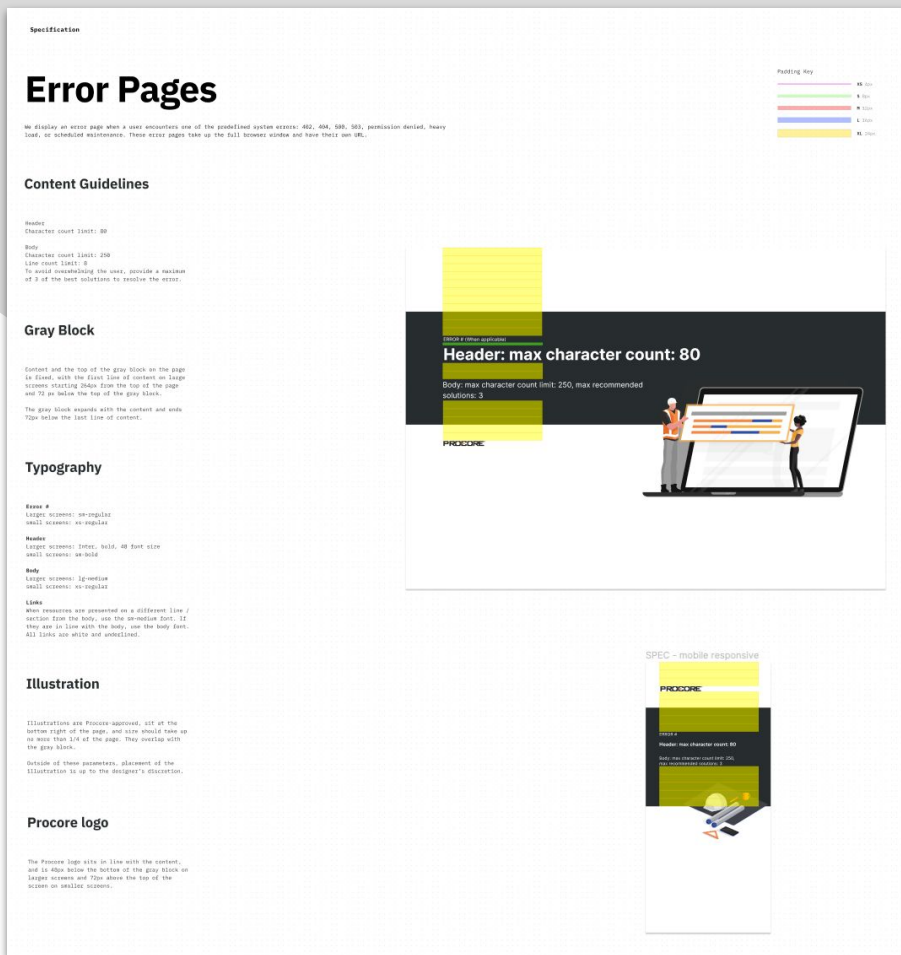 Specification
Error Pages
We display an error page when a user encounters one of the predefined system errors: 402, 404, 500, 503, permission denied, heavy
load, or scheduled maintenance. These error pages take up the full browser window and have their own URL.
Padding Key
XS
S
M
L
XL
Content Guidelines
Header
Character count limit: 80
Body
Character count limit: 250
Line count limit: 8
To avoid overwhelming the user, provide a maximum
of 3 of the best solutions to resolve the error.
Gray Block
Content and the top of the gray block on the page
is fixed, with the first line of content on large
screens starting 264px from the top of the page
and 72 px below the top of the gray block.
The gray block expands with the content and ends
72px below the last line of content.
Typography
Error #
Larger screens: sm-regular
small screens: xs-regular
Header
Larger screens: Inter, bold, 40 font size
small screens: sm-bold
Body
Larger screens: lg-medium
small screens: xs-regular
Links
When resources are presented on a different line /
section from the body, use the sm-medium font. If
they are in line with the body, use the body font.
All links are white and underlined.
Illustration
Illustrations are Procore-approved, sit at the
bottom right of the page, and size should take up
no more than 1/4 of the page. They overlap with
the gray block.
Outside of these parameters, placement of the
illustration is up to the designer's discretion.
Procore logo
The Procore logo sits in line with the content,
and is 40px below the bottom of the gray block on
larger screens and 72px above the top of the
screen on smaller screens.
ERROR # (When applicable)
Header: max character count: 80
Body: max character count limit: 250, max recommended
solutions: 3
PROCORE
SPEC - mobile responsive
PROCORE
ERROR #
Header: max character count: 80
Body: max character count limit: 250,
max recommended solutions: 3